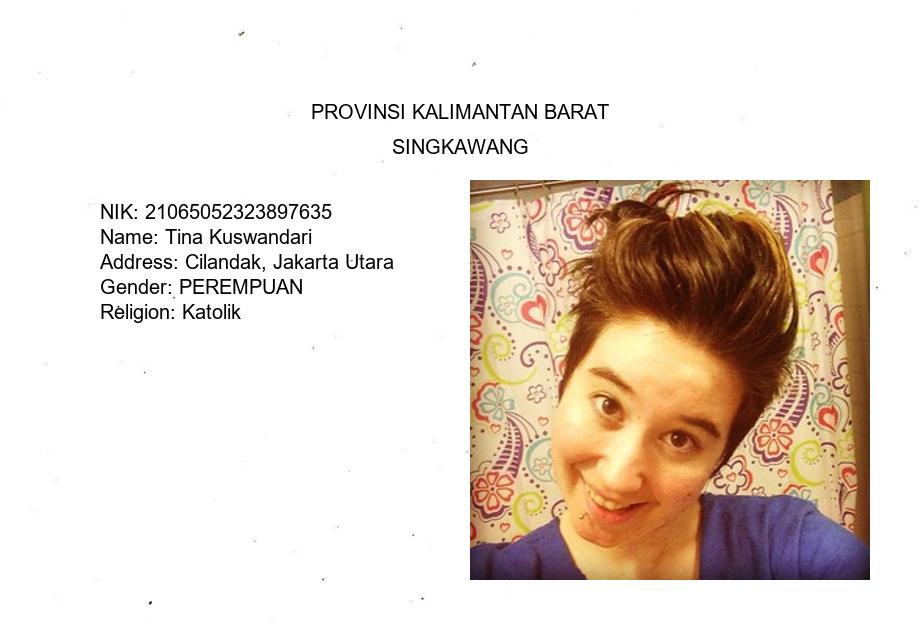 PROVINSI KALIMANTAN BARAT
SINGKAWANG
NIK: 21065052323897635
Name: Tina Kuswandari
Address: Cilandak, Jakarta Utara
Gender: PEREMPUAN
Religion: Katolik